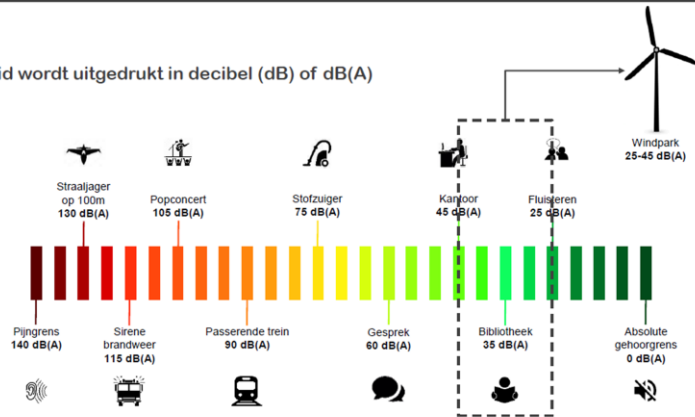 id wordt uitgedrukt in decibel (dB) of dB(A)
Windpark
25-45 dB(A)
Straaljager
op 100m
130 dB(A)
Popconcert
105 dB(A)
Stofzuiger
75 dB(A)
Kantoor
45 dB(A)
Fluisteren
25 dB(A)
Pijngrens
140 dB(A)
Sirene
brandweer
115 dB(A)
Passerende trein
90 dB(A)
Gesprek
60 dB(A)
Bibliotheek
35 dB(A)
Absolute
gehoorgrens
0 dB(A)